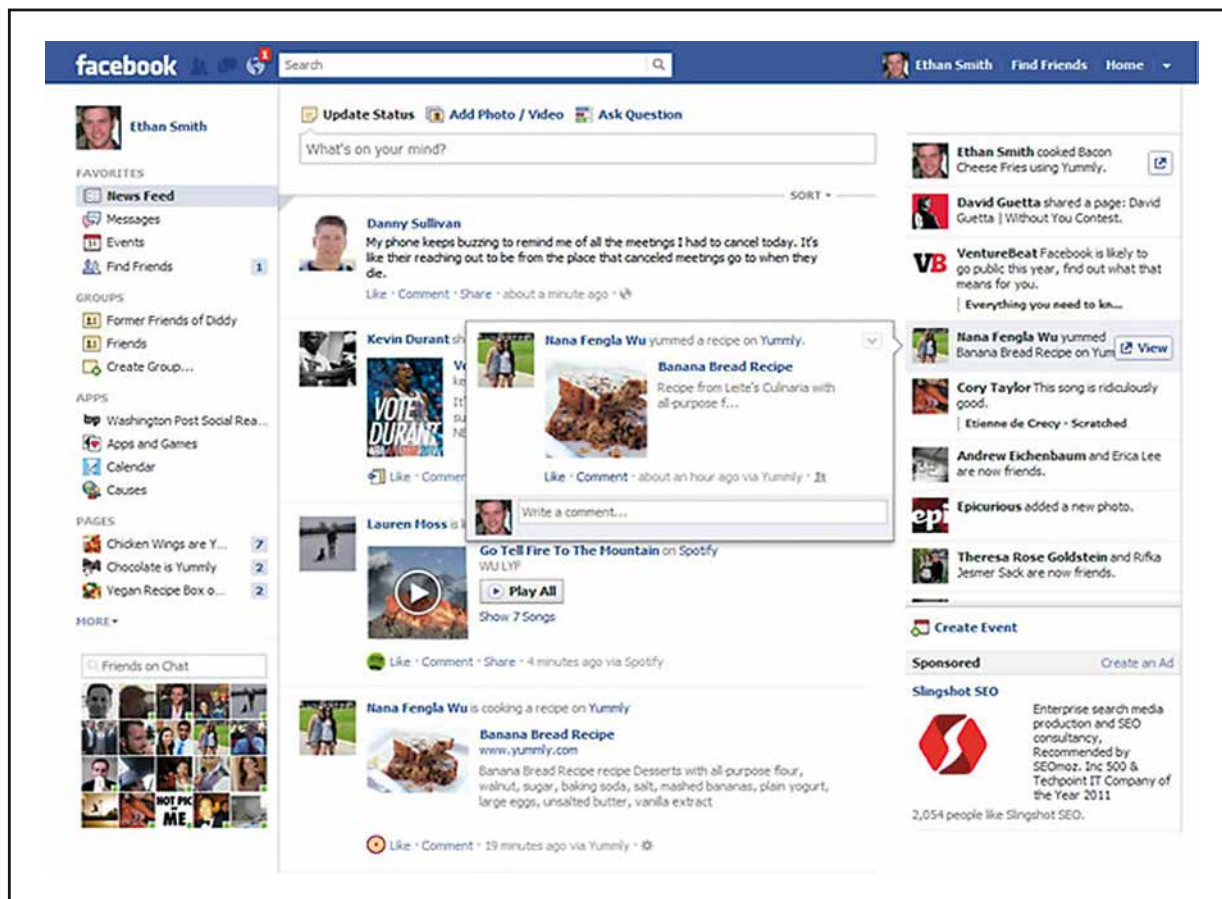 facebook
1
Search
Ethan Smith Find Friends Home
Ethan Smith
FAVORITES
News Feed
Messages
Events
Find Friends 1
GROUPS
Former Friends of Diddy
Friends
Create Group...
APPS
Washington Post Social Rea...
Apps and Games
Calendar
Causes
PAGES
Chicken Wings are Y... 7
Chocolate is Yummly 2
Vegan Recipe Box o... 2
MORE
Friends on Chat
HOT PIC
OF
ME
Update Status Add Photo / Video Ask Question
What's on your mind?
SORT
Danny Sullivan
My phone keeps buzzing to remind me of all the meetings I had to cancel today. It's
like their reaching out to be from the place that canceled meetings go to when they
die.
Like · Comment · Share · about a minute ago ·
Kevin Durant sh
VOTE
DURANT
Like · Commer
Nana Fengla Wu yummed a recipe on Yummly.
Banana Bread Recipe
Recipe from Leite's Culinaria with
all-purpose f...
Like · Comment · about an hour ago via Yummly ·
Write a comment...
Lauren Moss is l
Go Tell Fire To The Mountain on Spotify
WU LYF
Play All
Show 7 Songs
Like · Comment · Share · 4 minutes ago via Spotify
Nana Fengla Wu is cooking a recipe on Yummly
Banana Bread Recipe
www.yummly.com
Banana Bread Recipe recipe Desserts with all-purpose flour,
walnut, sugar, baking soda, salt, mashed bananas, plain yogurt,
large eggs, unsalted butter, vanilla extract
Like · Comment · 19 minutes ago via Yummly ·
Ethan Smith cooked Bacon
Cheese Fries using Yummly.
David Guetta shared a page: David
Guetta | Without You Contest.
VB
VentureBeat Facebook is likely to
go public this year, find out what that
means for you.
Everything you need to kn...
Nana Fengla Wu yummed
Banana Bread Recipe on Yum
View
Cory Taylor This song is ridiculously
good.
Etienne de Crecy · Scratched
Andrew Eichenbaum and Erica Lee
are now friends.
epi
Epicurious added a new photo.
Theresa Rose Goldstein and Rifka
Jesmer Sack are now friends.
Create Event
Sponsored Create an Ad
Slingshot SEO
Enterprise search media
production and SEO
consultancy,
Recommended by
SEOmoz. Inc 500 &
Techpoint IT Company of
the Year 2011
2,054 people like Slingshot SEO.